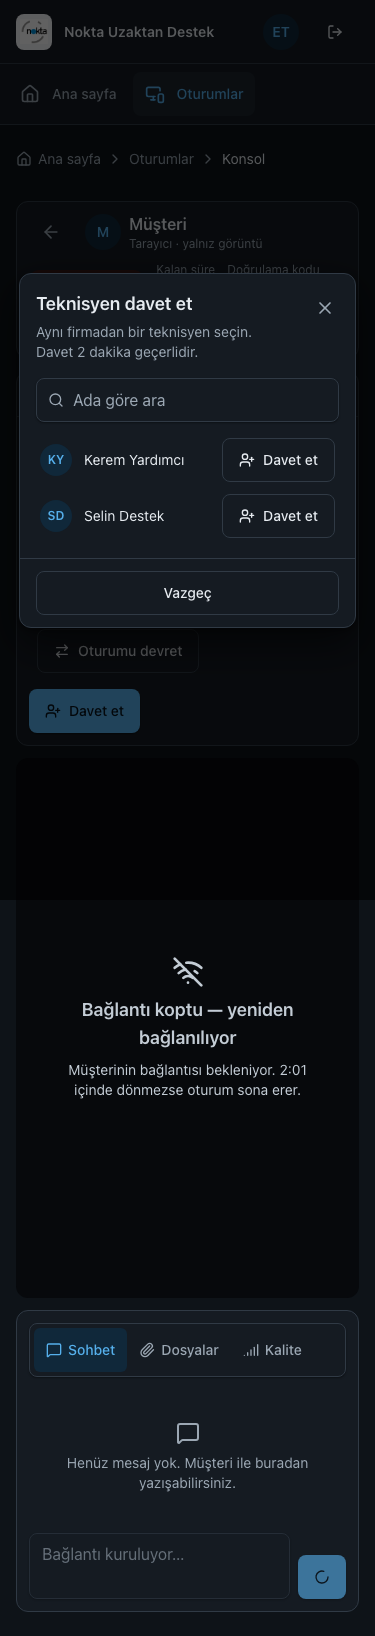 nokta
Nokta Uzaktan Destek
ET
Ana sayfa
Oturumlar
Ana sayfa
Oturumlar
Konsol
M
Müşteri
Tarayıcı · yalnız görüntü
Kalan süre
Doğrulama kodu
Teknisyen davet et
Aynı firmadan bir teknisyen seçin.
Davet 2 dakika geçerlidir.
Ada göre ara
KY
Kerem Yardımcı
Davet et
SD
Selin Destek
Davet et
Vazgeç
Oturumu devret
Davet et
Bağlantı koptu — yeniden
bağlanılıyor
Müşterinin bağlantısı bekleniyor. 2:01
içinde dönmezse oturum sona erer.
Sohbet
Dosyalar
Kalite
Henüz mesaj yok. Müşteri ile buradan
yazışabilirsiniz.
Bağlantı kuruluyor...